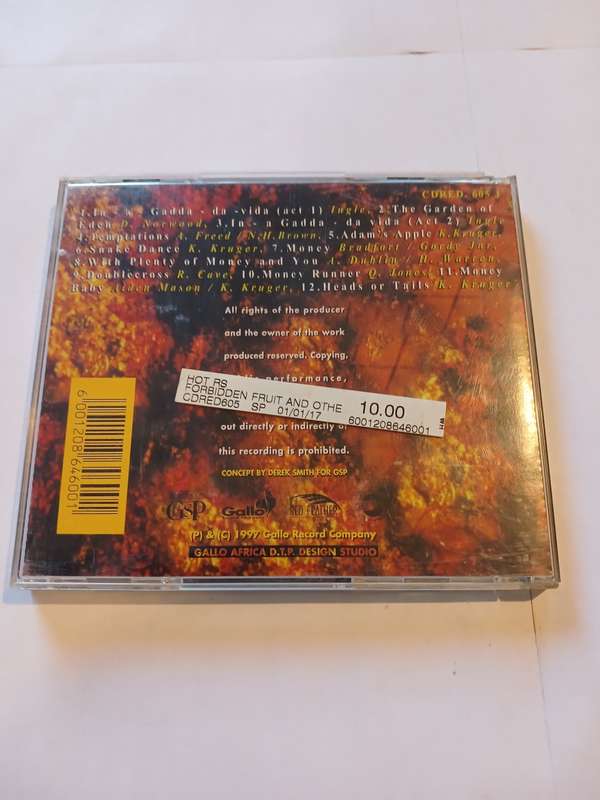 CDRED. 605 1
1.In - a - Gadda - da -vida (act 1) Ingle, 2.The Garden of
Eden D. Norwood, 3.In - a Gadda - da vida (Act 2) Ingle
4.Temptations A. Freed / N.H.Brown, 5.Adam's Apple K.Kruger,
6.Snake Dance K. Kruger, 7.Money Bradfort / Gordy Jnr,
8.With Plenty of Money and You A. Dublin / H. Warren,
9.Doublecross R. Cave, 10.Money Runner Q. Jones, 11.Money
Baby Aiden Mason / K. Kruger, 12.Heads or Tails K. Kruger
All rights of the producer
and the owner of the work
produced reserved. Copying,
performance,
HOT RS
FORBIDDEN FRUIT AND OTHE 10.00
CDRED605 SP 01/01/17 6001208646001
out directly or indirectly of
this recording is prohibited.
CONCEPT BY DEREK SMITH FOR GSP
6001208646001
GSP Gallo
(P) & (C) 1997 Gallo Record Company
GALLO AFRICA D.T.P. DESIGN STUDIO